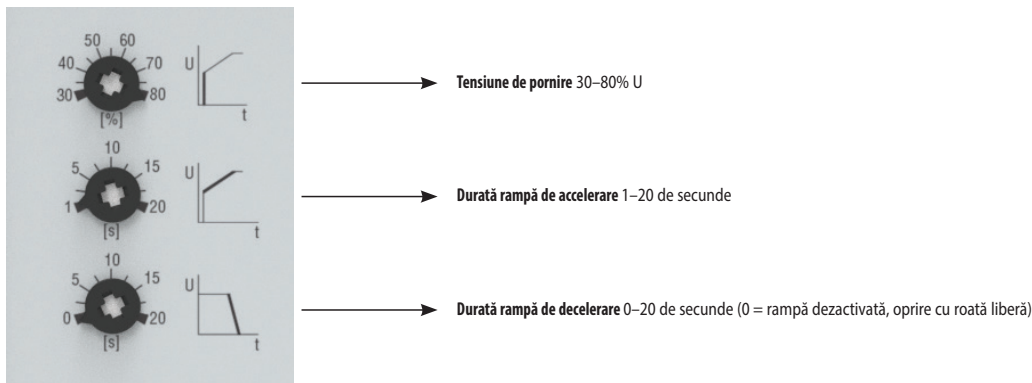 50 60
40 70
30 80
[%]
U
t
Tensiune de pornire 30–80% U
10
5 15
1 20
[s]
U
t
Durată rampă de accelerare 1–20 de secunde
10
5 15
0 20
[s]
U
t
Durată rampă de decelerare 0–20 de secunde (0 = rampă dezactivată, oprire cu roată liberă)